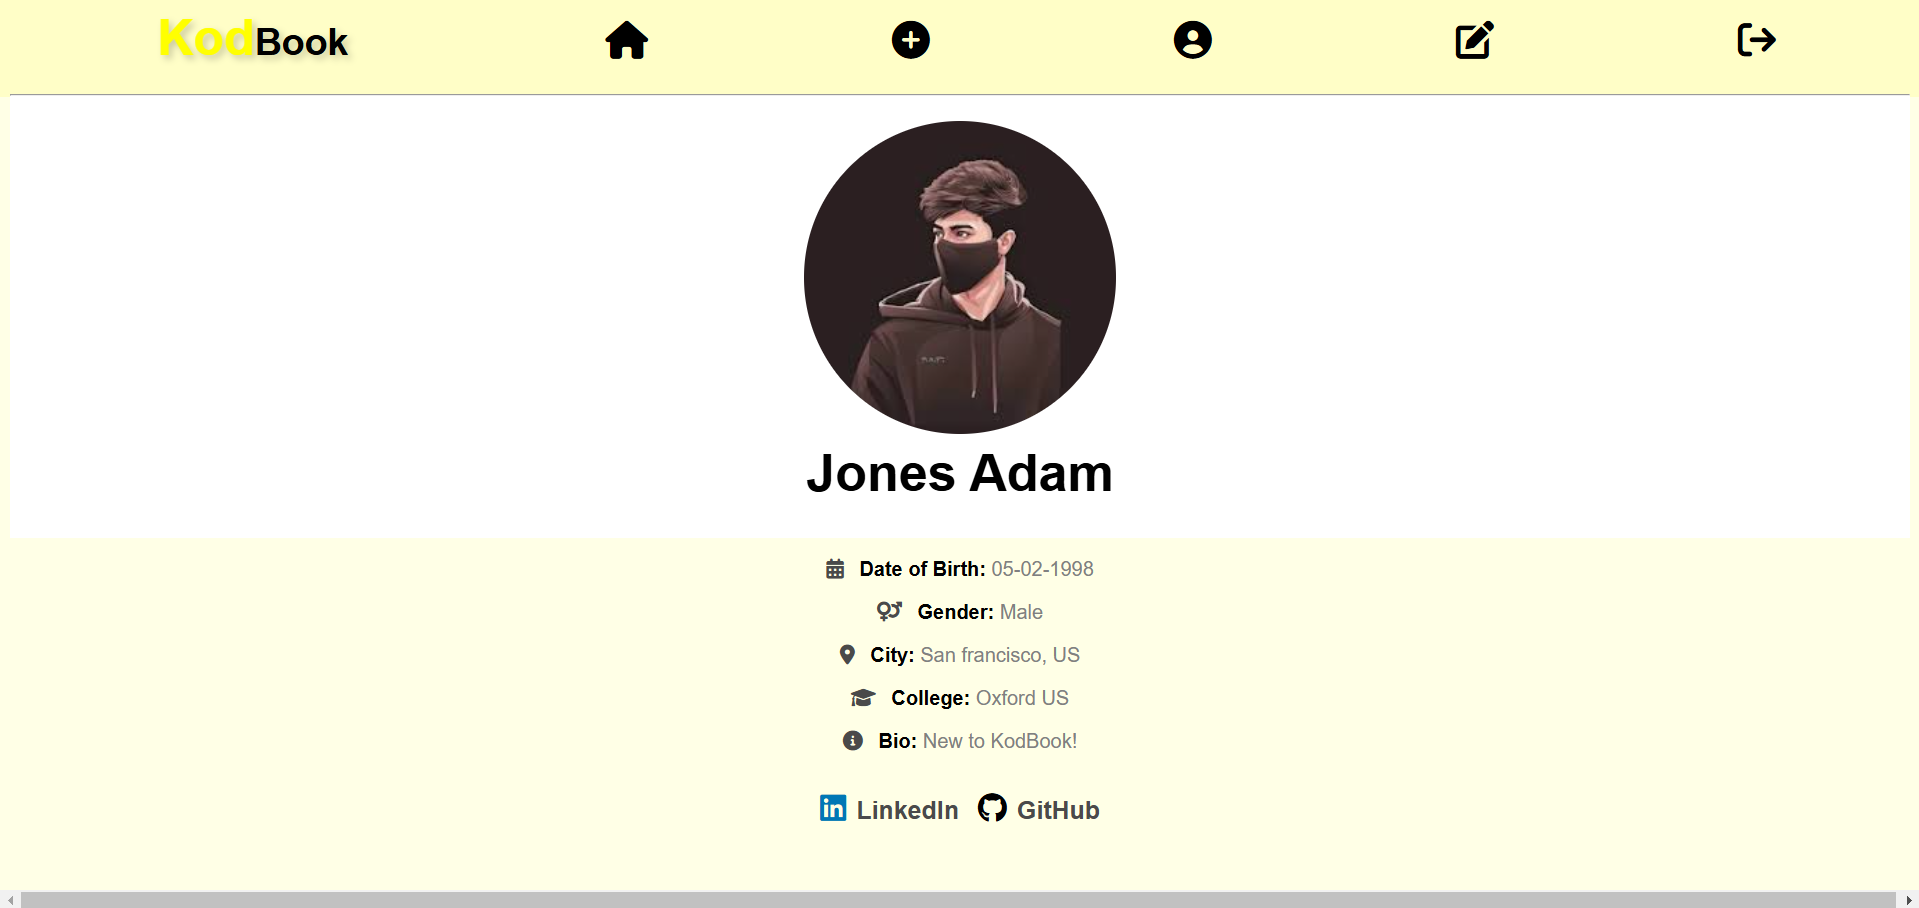 KodBook
Jones Adam
Date of Birth: 05-02-1998
Gender: Male
City: San francisco, US
College: Oxford US
Bio: New to KodBook!
LinkedIn GitHub